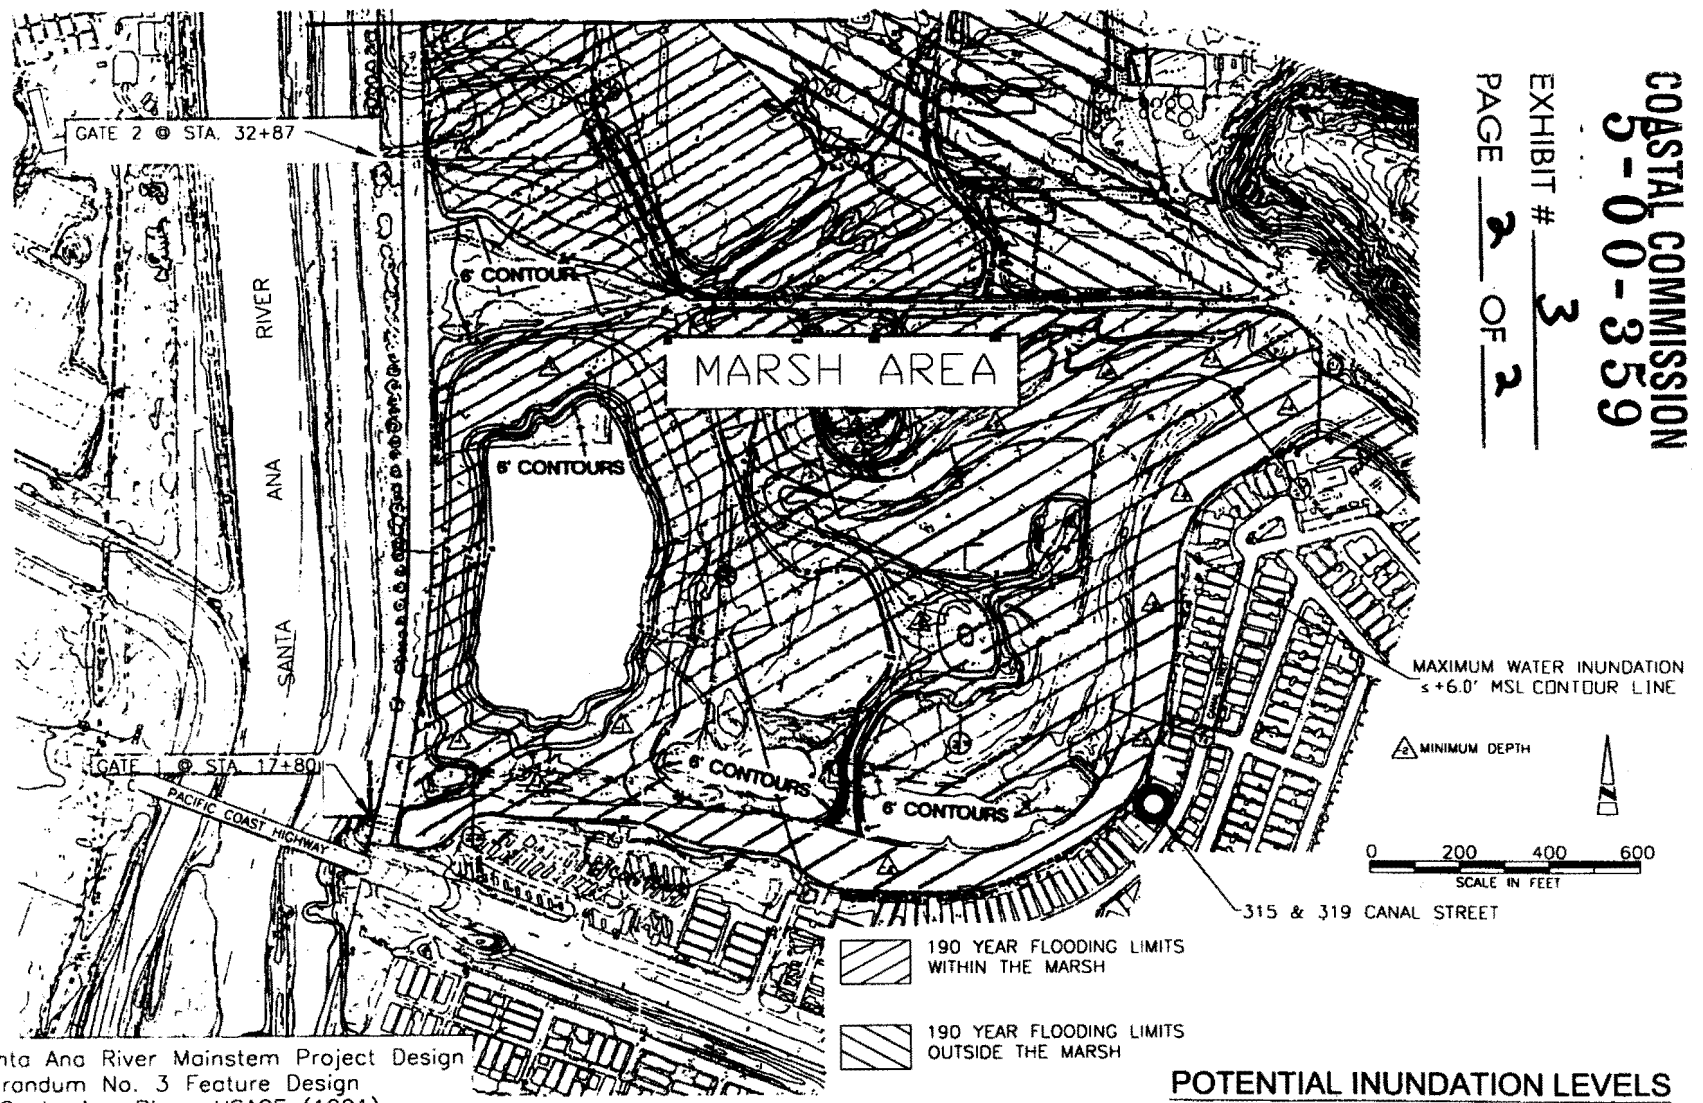 COASTAL COMMISSION
5-00-359
EXHIBIT # 3
PAGE 2 OF 2
GATE 2 @ STA. 32+87
6' CONTOUR
MARSH AREA
6' CONTOURS
SANTA ANA RIVER
MAXIMUM WATER INUNDATION
≤ +6.0' MSL CONTOUR LINE
MINIMUM DEPTH
GATE 1 @ STA. 17+80
PACIFIC COAST HIGHWAY
6' CONTOURS
6' CONTOURS
N
0 200 400 600
SCALE IN FEET
315 & 319 CANAL STREET
190 YEAR FLOODING LIMITS
WITHIN THE MARSH
190 YEAR FLOODING LIMITS
OUTSIDE THE MARSH
nta Ana River Mainstem Project Design
randum No. 3 Feature Design
POTENTIAL INUNDATION LEVELS